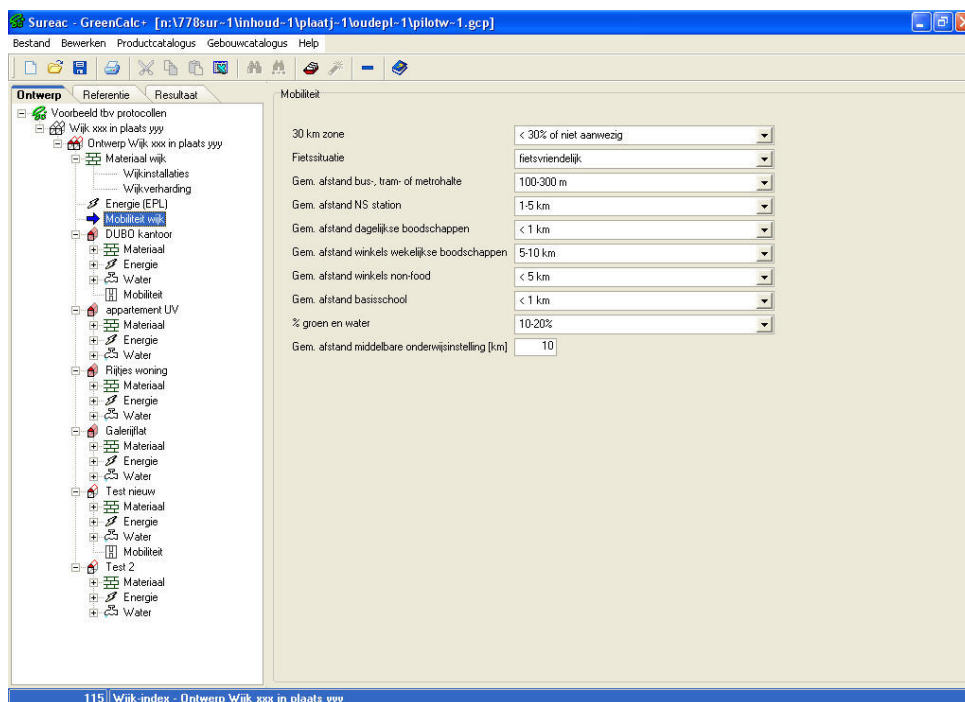 Sureac - GreenCalc+ [n:\778sur~1\inhoud~1\plaatj~1\oudepl~1\pilotw~1.gcp]
Bestand Bewerken Productcatalogus Gebouwcatalogus Help
Ontwerp Referentie Resultaat
Voorbeeld tbv protocollen
Wijk xxx in plaats yyy
Ontwerp Wijk xxx in plaats yyy
Materiaal wijk
Wijkinstallaties
Wijkverharding
Energie (EPL)
Mobiliteit wijk
DUBO kantoor
Materiaal
Energie
Water
Mobiliteit
appartement UV
Materiaal
Energie
Water
Rijtjes woning
Materiaal
Energie
Water
Galerijflat
Materiaal
Energie
Water
Test nieuw
Materiaal
Energie
Water
Mobiliteit
Test 2
Materiaal
Energie
Water
Mobiliteit
30 km zone < 30% of niet aanwezig
Fietssituatie fietsvriendelijk
Gem. afstand bus-, tram- of metrohalte 100-300 m
Gem. afstand NS station 1-5 km
Gem. afstand dagelijkse boodschappen < 1 km
Gem. afstand winkels wekelijkse boodschappen 5-10 km
Gem. afstand winkels non-food < 5 km
Gem. afstand basisschool < 1 km
% groen en water 10-20%
Gem. afstand middelbare onderwijsinstelling [km] 10
115 Wijk-index - Ontwerp Wijk xxx in plaats yyy